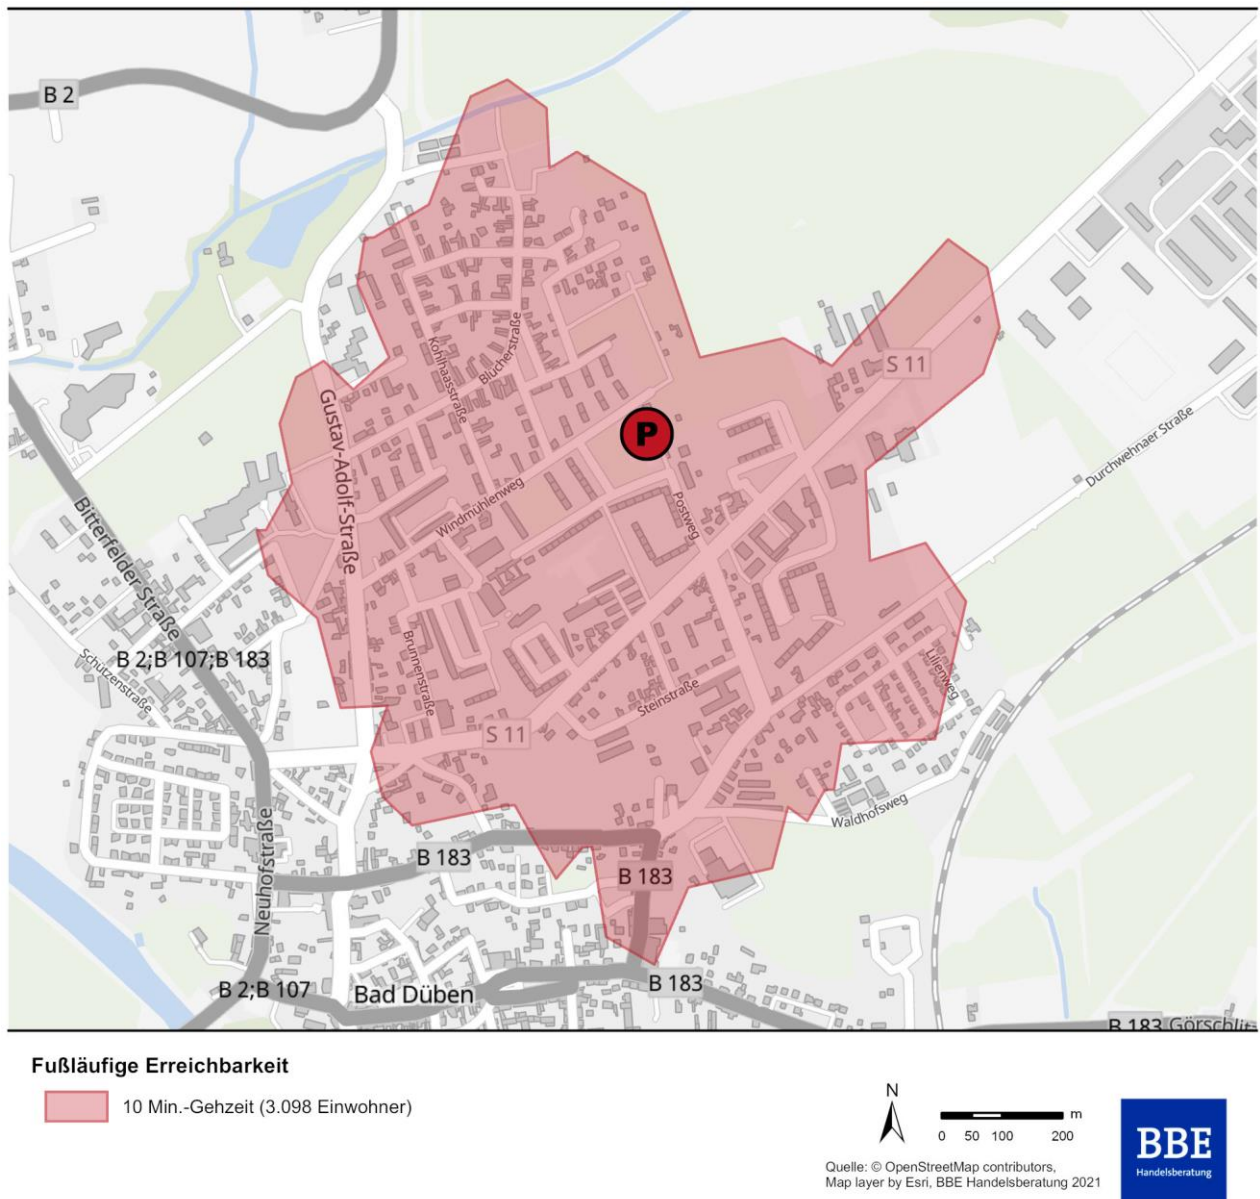 B 2
S 11
Kohlhaasstraße
Blücherstraße
Gustav-Adolf-Straße
P
Durchwehnaer Straße
Windmühlenweg
Postweg
Bitterfelder Straße
B 2;B 107;B 183
Schützenstraße
Brunnenstraße
Lilienweg
Steinstraße
S 11
Waldhofsweg
B 183
B 183
Neuhofstraße
B 2;B 107
Bad Düben
B 183
B 183 Görschlit
Fußläufige Erreichbarkeit
10 Min.-Gehzeit (3.098 Einwohner)
N
m
0 50 100 200
Quelle: © OpenStreetMap contributors,
Map layer by Esri, BBE Handelsberatung 2021
BBE
Handelsberatung